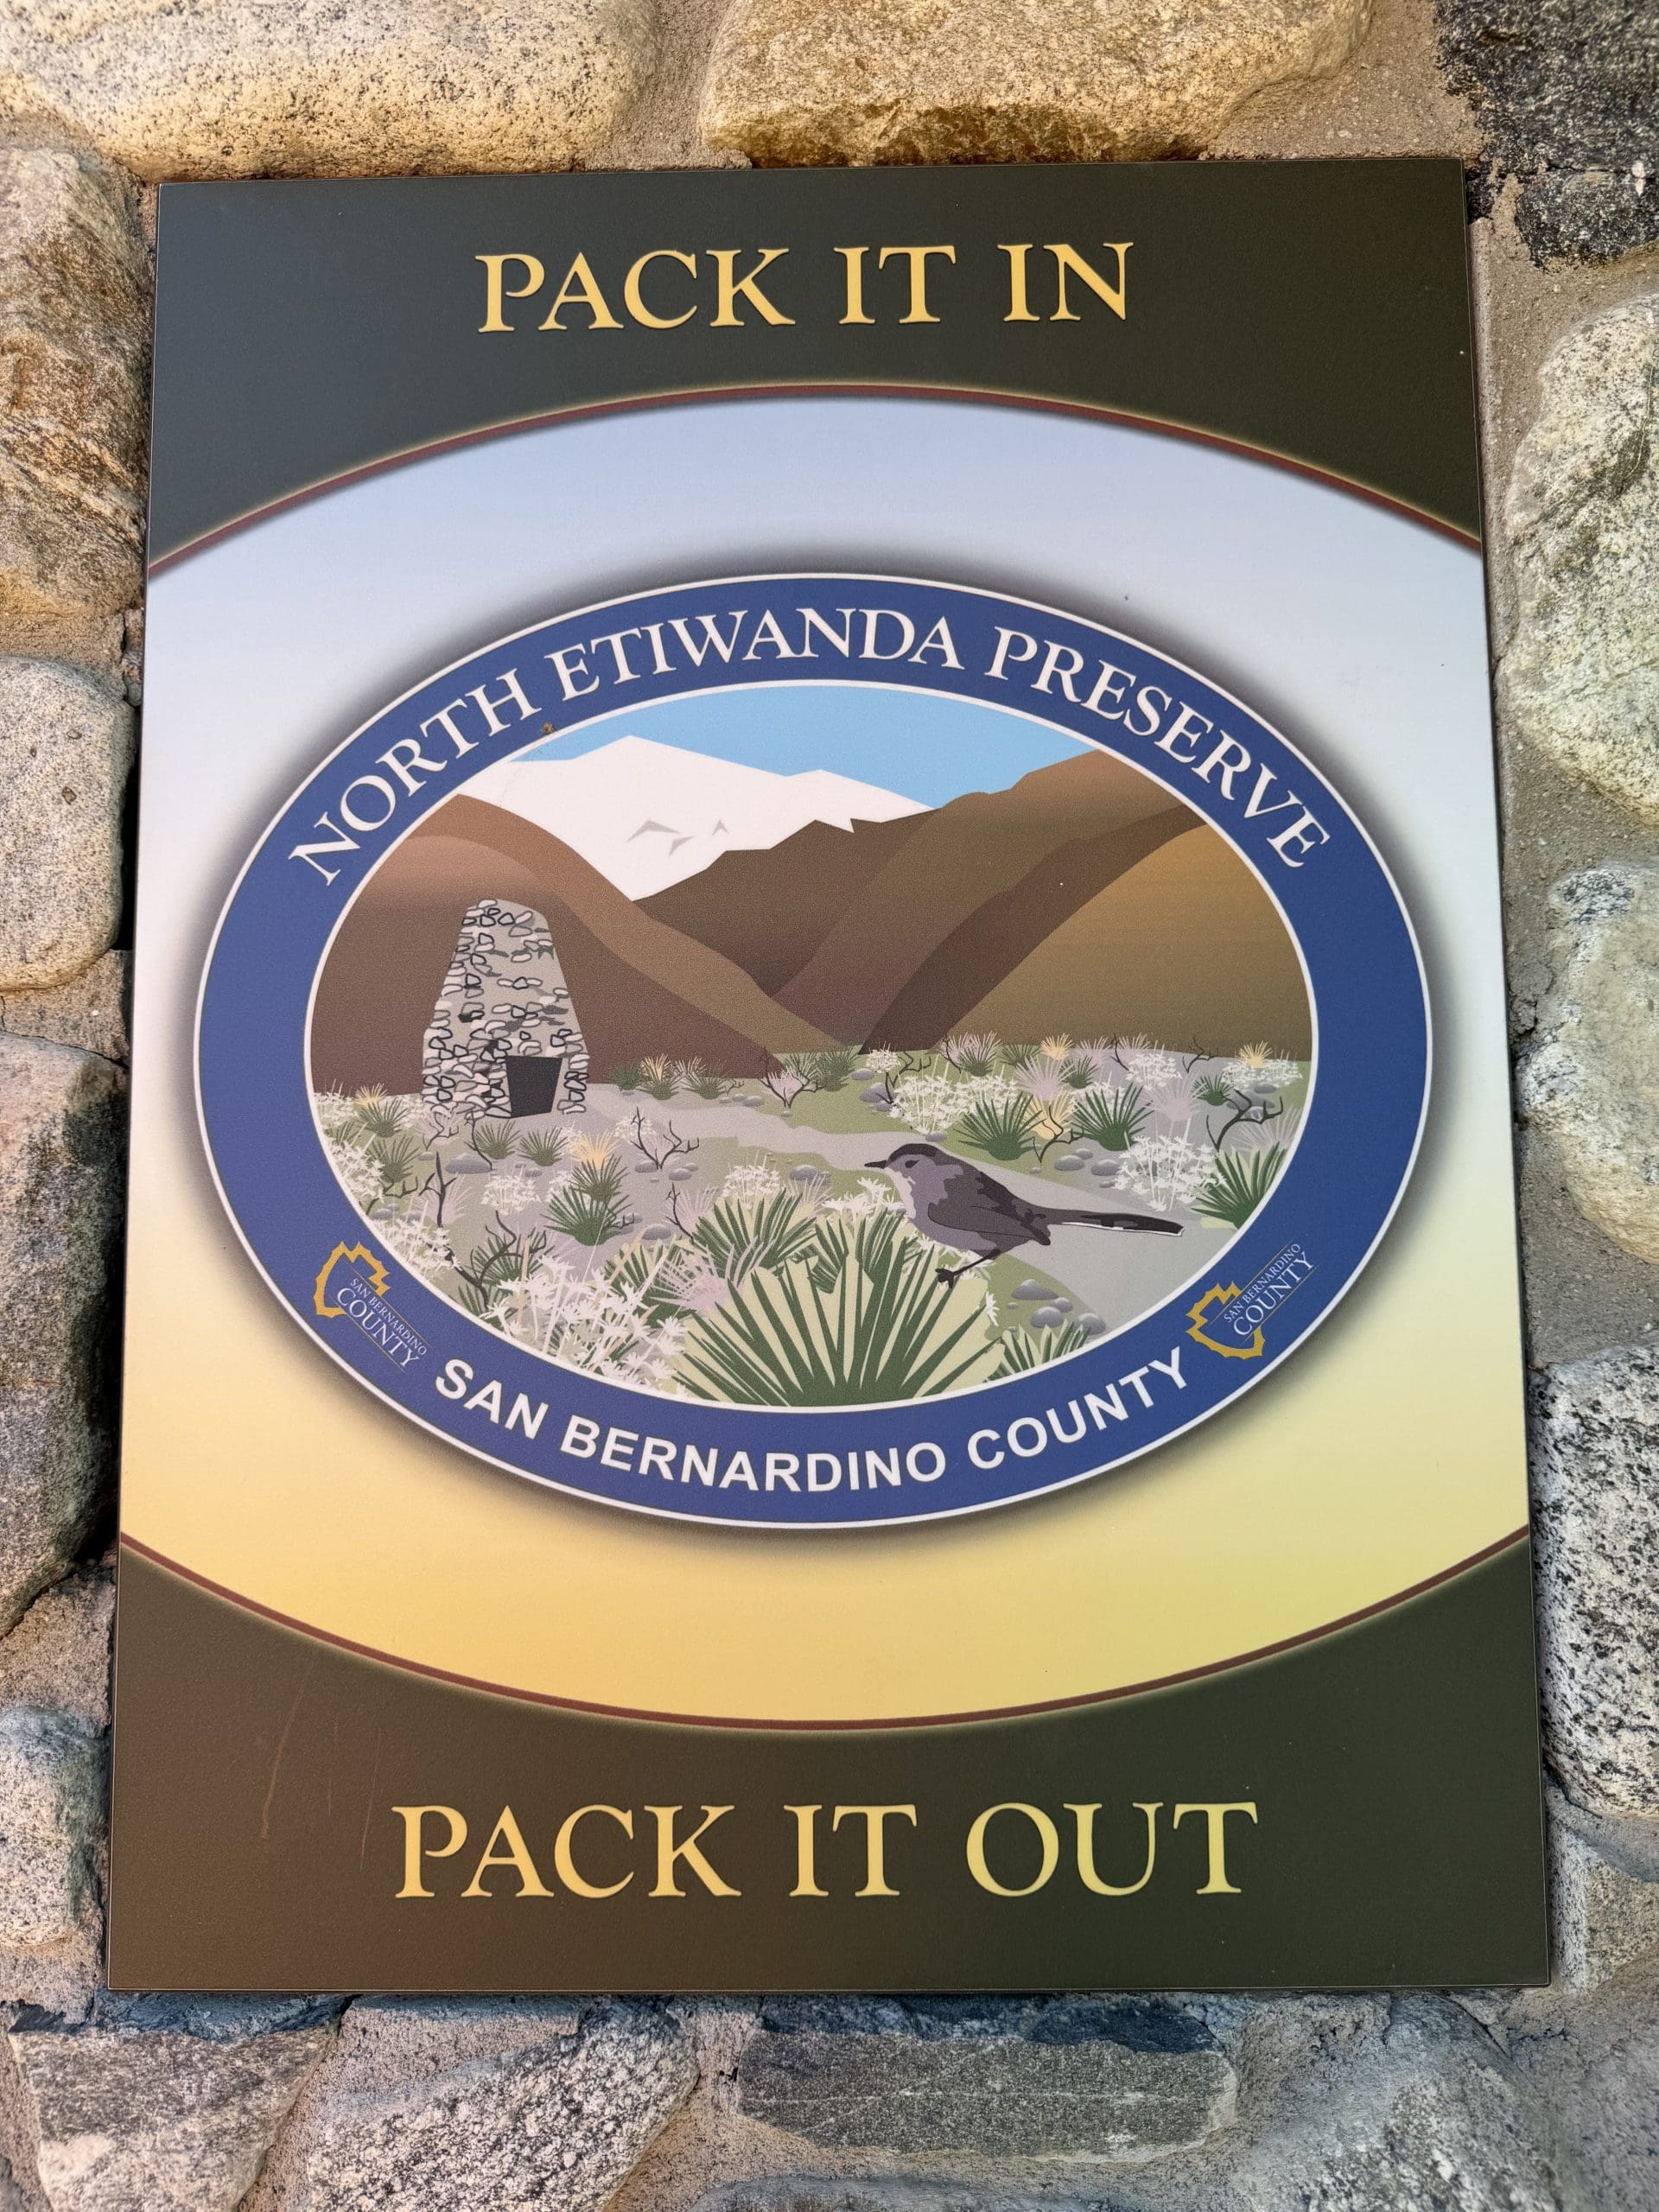 PACK IT IN
NORTH ETIWANDA PRESERVE
SAN BERNARDINO
COUNTY
SAN BERNARDINO
COUNTY
SAN BERNARDINO COUNTY
PACK IT OUT